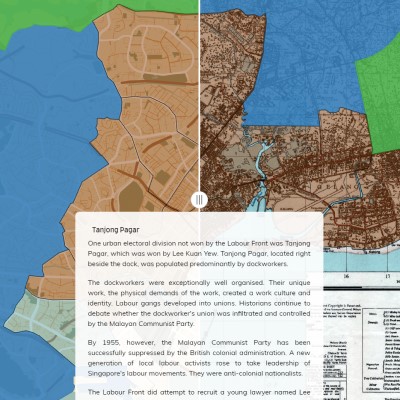 Tanjong Pagar
One urban electoral division not won by the Labour Front was Tanjong
Pagar, which was won by Lee Kuan Yew. Tanjong Pagar, located right
beside the dock, was populated predominantly by dockworkers.
The dockworkers were exceptionally well organised. Their unique
work, the physical demands of the work, created a work culture and
identity. Labour gangs developed into unions. Historians continue to
debate whether the dockworker's union was infiltrated and controlled
by the Malayan Communist Party.
By 1955, however, the Malayan Communist Party has been
successfully suppressed by the British colonial administration. A new
generation of local labour activists rose to take leadership of
Singapore's labour movements. They were anti-colonial nationalists.
The Labour Front did attempt to recruit a young lawyer named Lee
16
17